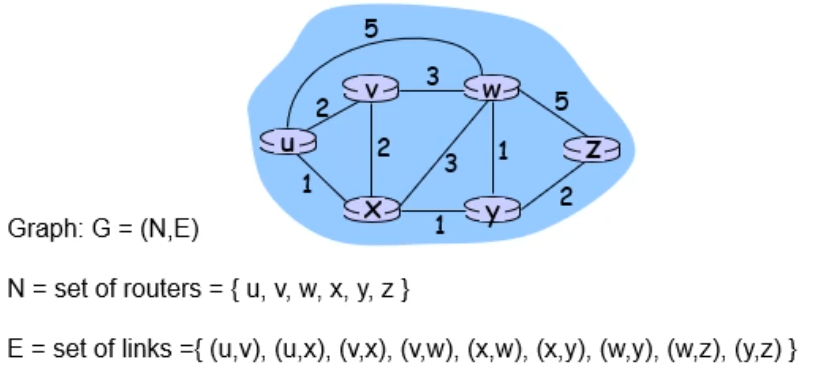 5
v 3 w
2 5
u 2 1 z
3
1
x 1 y 2
Graph: G = (N,E)
N = set of routers = { u, v, w, x, y, z }
E = set of links ={ (u,v), (u,x), (v,x), (v,w), (x,w), (x,y), (w,y), (w,z), (y,z) }